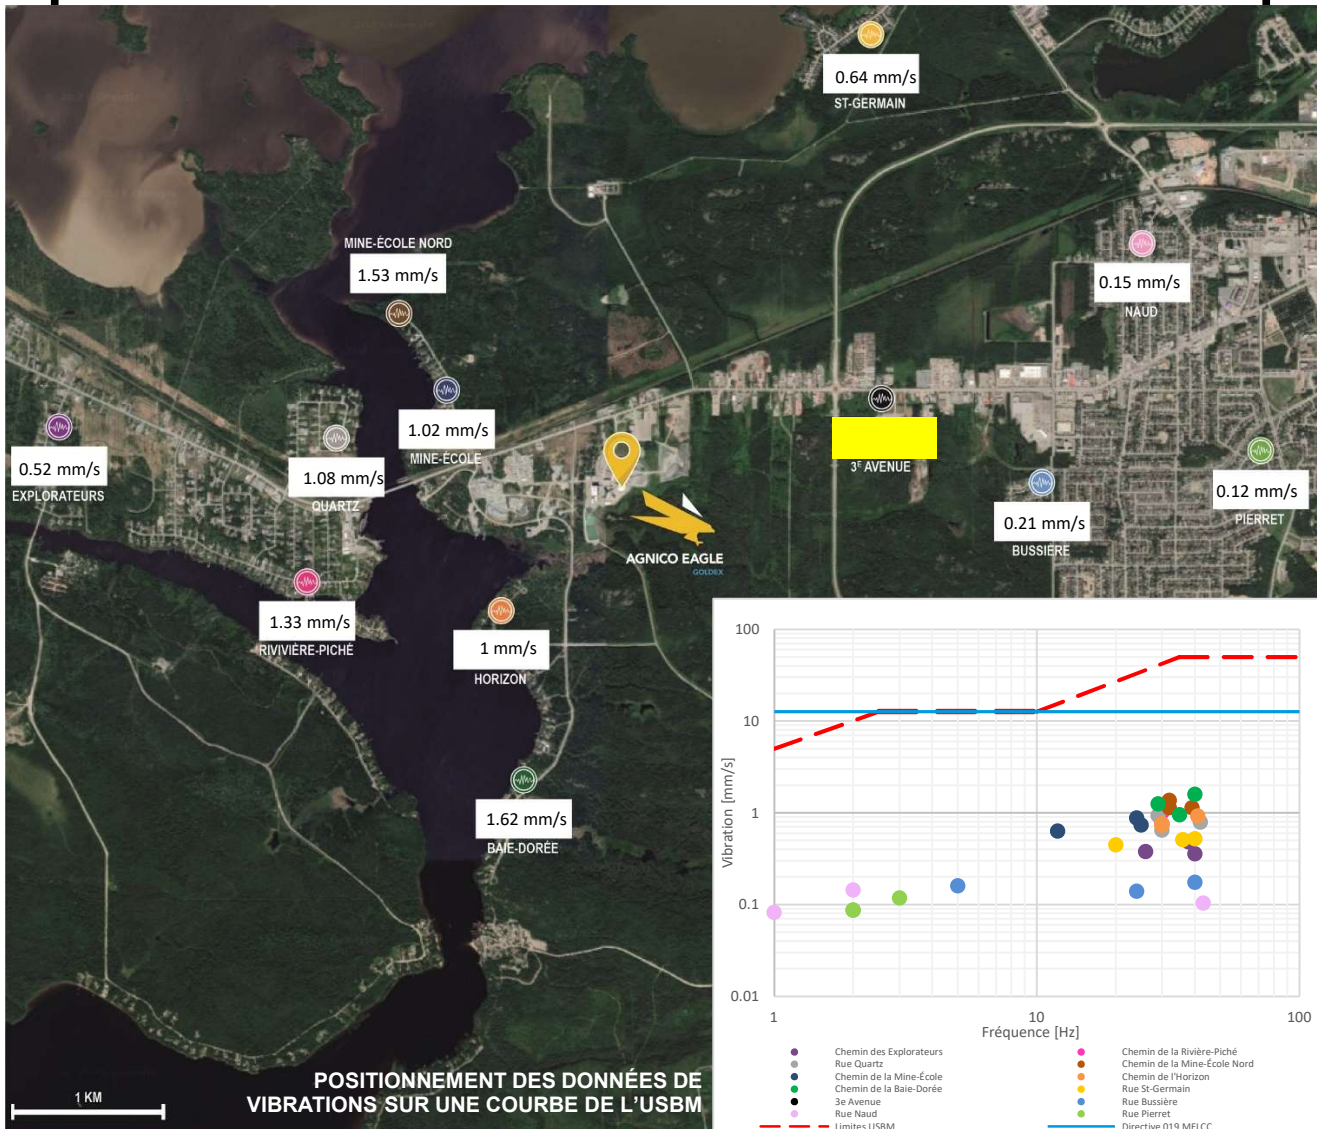 0.64 mm/s
ST-GERMAIN
MINE-ÉCOLE NORD
1.53 mm/s
0.15 mm/s
NAUD
1.02 mm/s
MINE-ÉCOLE
0.52 mm/s
EXPLORATEURS
1.08 mm/s
QUARTZ
3E AVENUE
0.12 mm/s
PIERRET
0.21 mm/s
BUSSIÈRE
AGNICO EAGLE
GOLDEX
1.33 mm/s
RIVIVIÈRE-PICHÉ
1 mm/s
HORIZON
1.62 mm/s
BAIE-DORÉE
1 KM
POSITIONNEMENT DES DONNÉES DE
VIBRATIONS SUR UNE COURBE DE L'USBM
Vibration [mm/s]
100
10
1
0.1
0.01
1
10
100
Fréquence [Hz]
Chemin des Explorateurs
Chemin de la Rivière-Piché
Rue Quartz
Chemin de la Mine-École Nord
Chemin de la Mine-École
Chemin de l'Horizon
Chemin de la Baie-Dorée
Rue St-Germain
3e Avenue
Rue Bussière
Rue Naud
Rue Pierret
Limites USBM
Directive 019 MELCC